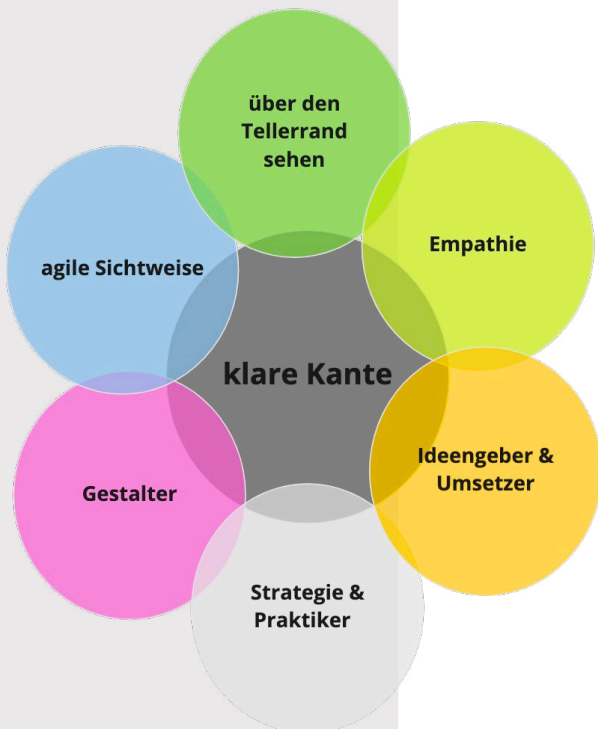 über den
Tellerrand
sehen
Empathie
agile Sichtweise
klare Kante
Ideengeber &
Umsetzer
Gestalter
Strategie &
Praktiker